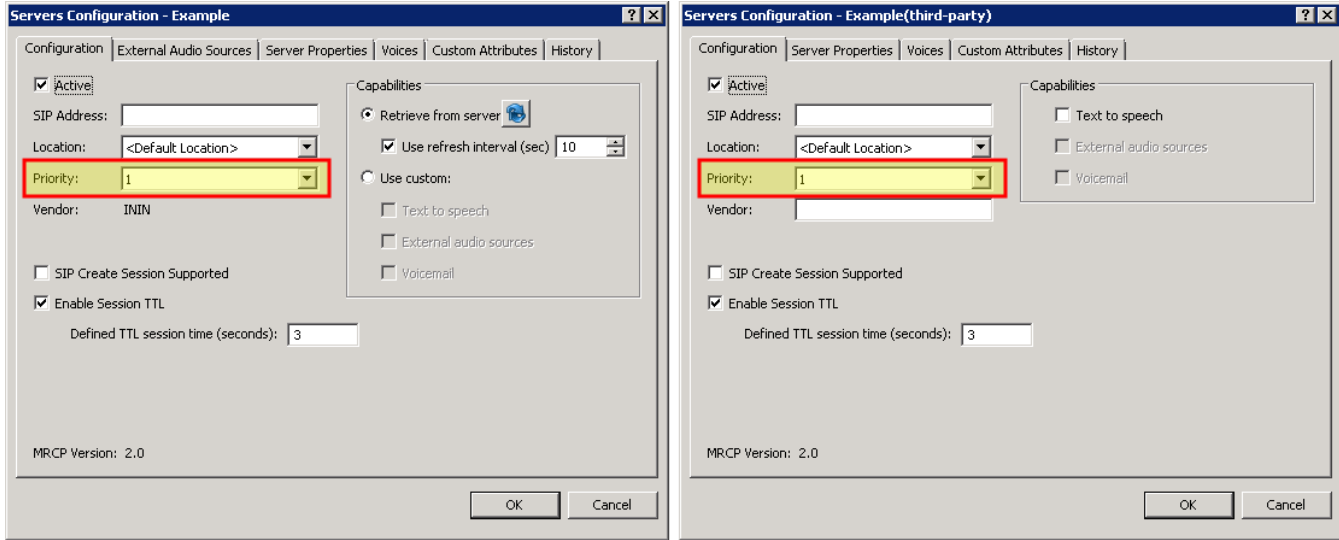 Servers Configuration - Example
Configuration External Audio Sources Server Properties Voices Custom Attributes History
Active
SIP Address:
Location: <Default Location>
Priority: 1
Vendor: ININ
SIP Create Session Supported
Enable Session TTL
Defined TTL session time (seconds): 3
MRCP Version: 2.0
Capabilities
Retrieve from server
Use refresh interval (sec) 10
Use custom:
Text to speech
External audio sources
Voicemail
OK Cancel
Servers Configuration - Example(third-party)
Configuration Server Properties Voices Custom Attributes History
Active
SIP Address:
Location: <Default Location>
Priority: 1
Vendor:
SIP Create Session Supported
Enable Session TTL
Defined TTL session time (seconds): 3
MRCP Version: 2.0
Capabilities
Text to speech
External audio sources
Voicemail
OK Cancel